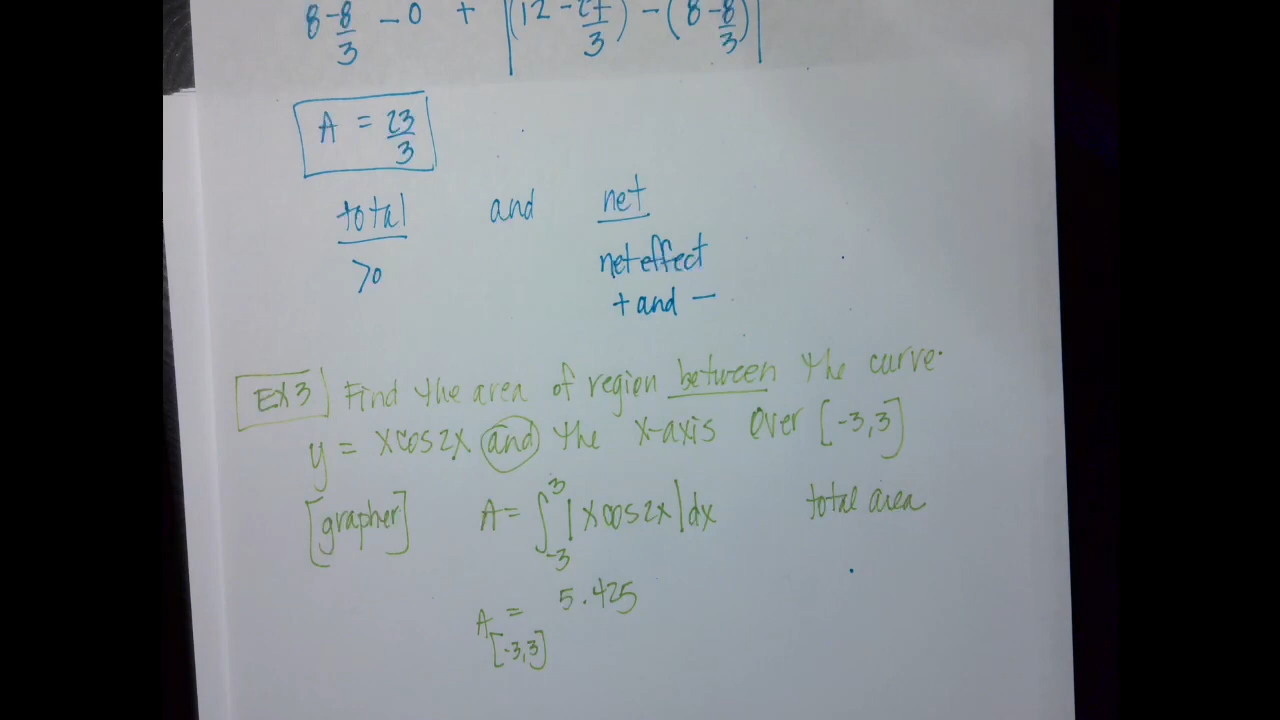 8 - 8/3 - 0 + |(12 - 27/3) - (8 - 8/3)|
A = 23/3
total and net
>0 net effect
+ and -
EX 3 Find the area of region between the curve
y = xcos2x and the x-axis over [-3,3]
[grapher] A = ∫_{-3}^{3} |xcos2x|dx total area
A = 5.425
[-3,3]